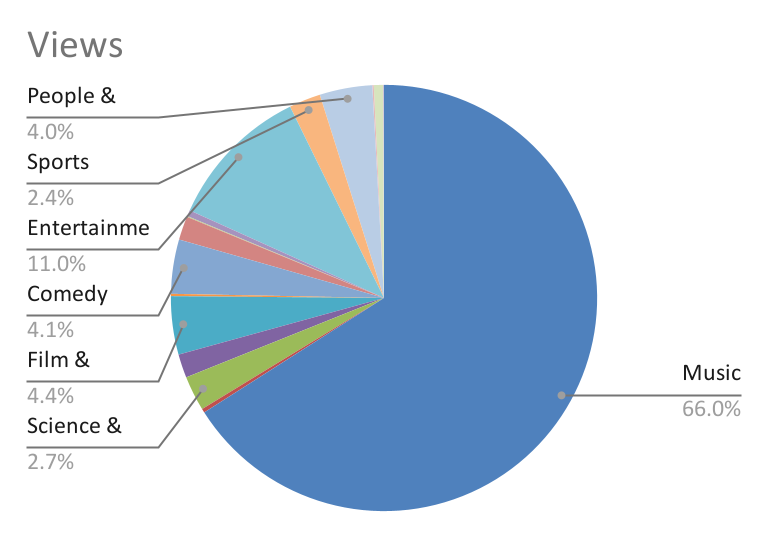 Views
People &
4.0%
Sports
2.4%
Entertainme
11.0%
Comedy
4.1%
Film &
4.4%
Science &
2.7%
Music
66.0%